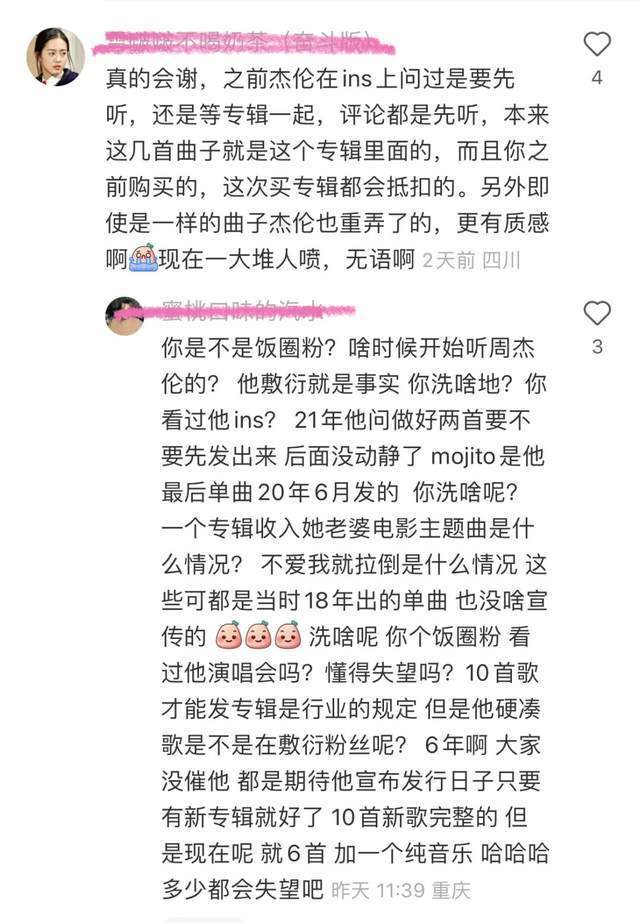 真的会谢，之前杰伦在ins上问过是要先
听，还是等专辑一起，评论都是先听，本来
这几首曲子就是这个专辑里面的，而且你之
前购买的，这次买专辑都会抵扣的。另外即
使是一样的曲子杰伦也重弄了的，更有质感
啊现在一大堆人喷，无语啊 2天前 四川
4
蜜桃口味的汽水
你是不是饭圈粉？啥时候开始听周杰
伦的？ 他敷衍就是事实 你洗啥地？你
看过他ins？ 21年他问做好两首要不
要先发出来 后面没动静了 mojito是他
最后单曲20年6月发的 你洗啥呢？
一个专辑收入她老婆电影主题曲是什
么情况？ 不爱我就拉倒是什么情况 这
些可都是当时18年出的单曲 也没啥宣
传的 洗啥呢 你个饭圈粉 看
过他演唱会吗？懂得失望吗？10首歌
才能发专辑是行业的规定 但是他硬凑
歌是不是在敷衍粉丝呢？ 6年啊 大家
没催他 都是期待他宣布发行日子只要
有新专辑就好了 10首新歌完整的 但
是现在呢 就6首 加一个纯音乐 哈哈哈
多少都会失望吧 昨天 11:39 重庆
3